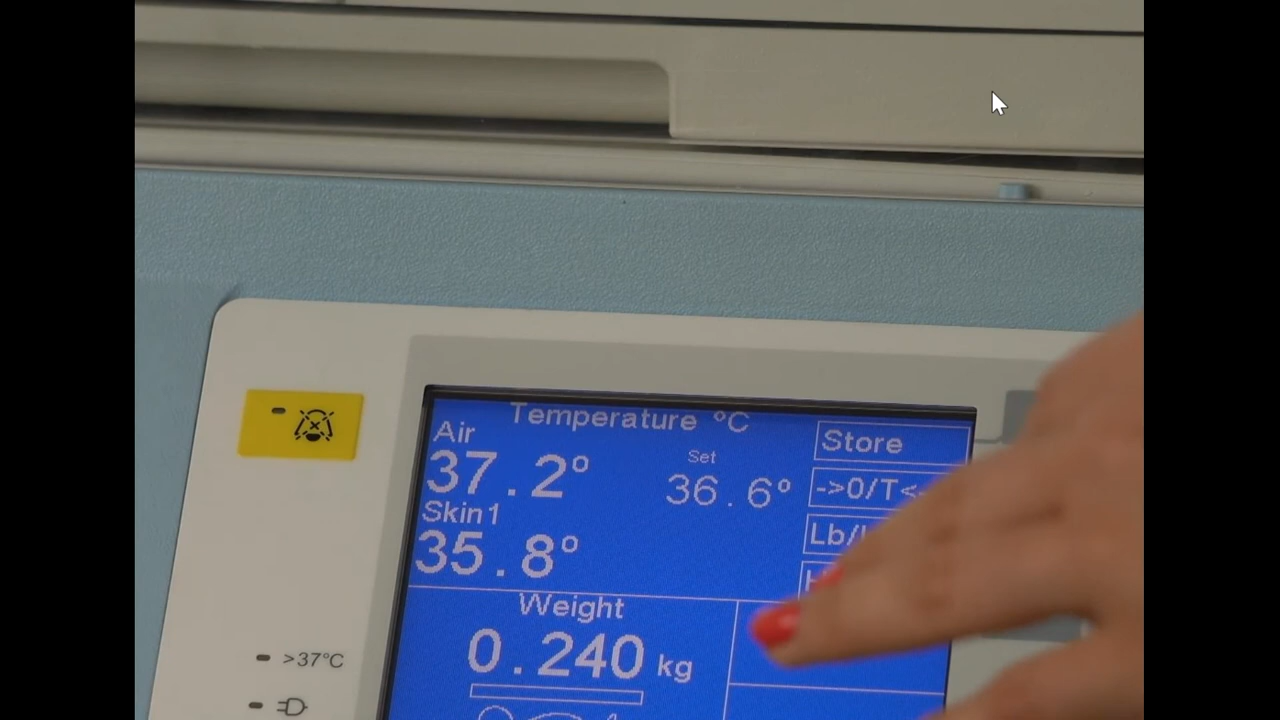 Temperature °C
Air
37.2°
Set
36.6°
Skin1
35.8°
Store
->0/T<-
Lb/
H
Weight
0.240 kg
>37°C